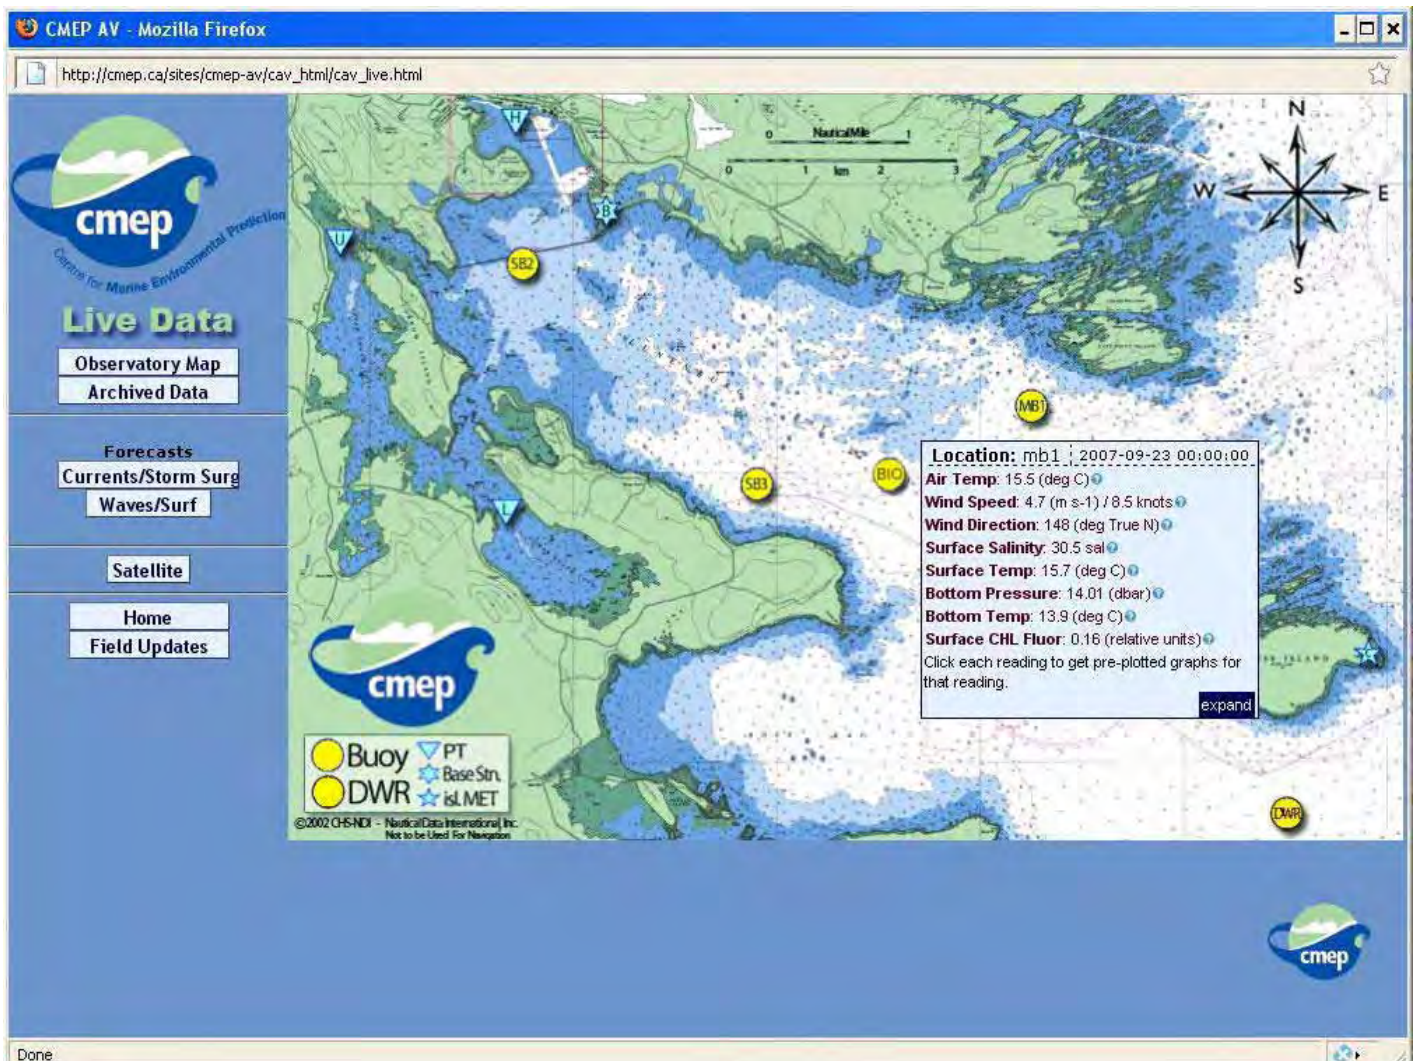 CMEP AV - Mozilla Firefox
http://cmep.ca/sites/cmep-av/cav_html/cav_live.html
cmep
Centre for Marine Environmental Prediction
Live Data
Observatory Map
Archived Data
Forecasts
Currents/Storm Surg
Waves/Surf
Satellite
Home
Field Updates
H
U
B
SB2
0 Nautical Mile 1
0 1 km 2 3
N
W E
S
MB1
SB3
BIO
L
Location: mb1 2007-09-23 00:00:00
Air Temp: 15.5 (deg C)
Wind Speed: 4.7 (m s-1) / 8.5 knots
Wind Direction: 148 (deg True N)
Surface Salinity: 30.5 sal
Surface Temp: 15.7 (deg C)
Bottom Pressure: 14.01 (dbar)
Bottom Temp: 13.9 (deg C)
Surface CHL Fluor: 0.16 (relative units)
Click each reading to get pre-plotted graphs for
that reading.
expand
ISLAND
C
cmep
Buoy PT
Base Stn.
DWR isl. MET
©2002 CHS-NDI - Nautical Data International, Inc.
Not to be Used For Navigation
DWR
cmep
Done